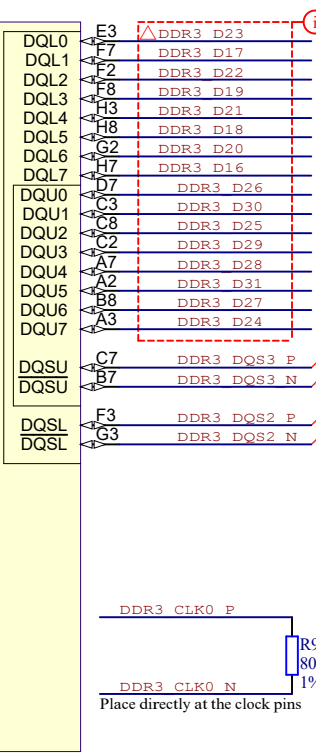 DQL0 E3 DDR3_D23
DQL1 F7 DDR3_D17
DQL2 F2 DDR3_D22
DQL3 F8 DDR3_D19
DQL4 H3 DDR3_D21
DQL5 H8 DDR3_D18
DQL6 G2 DDR3_D20
DQL7 H7 DDR3_D16
DQU0 D7 DDR3_D26
DQU1 C3 DDR3_D30
DQU2 C8 DDR3_D25
DQU3 C2 DDR3_D29
DQU4 A7 DDR3_D28
DQU5 A2 DDR3_D31
DQU6 B8 DDR3_D27
DQU7 A3 DDR3_D24
DQSU C7 DDR3_DQS3_P
DQSU B7 DDR3_DQS3_N
DQSL F3 DDR3_DQS2_P
DQSL G3 DDR3_DQS2_N
DDR3_CLK0_P
R9
80
1%
DDR3_CLK0_N
Place directly at the clock pins